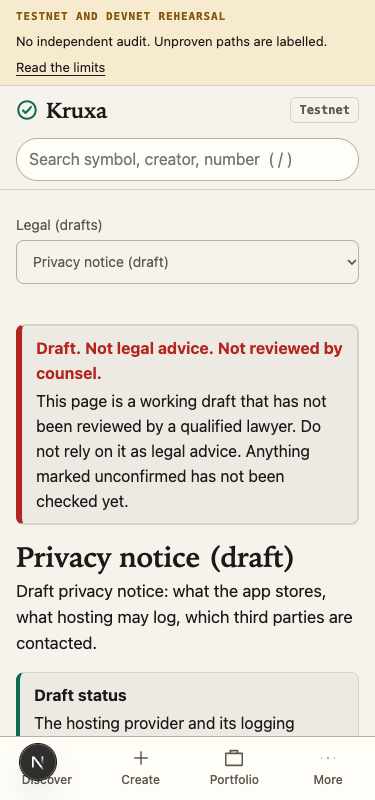 TESTNET AND DEVNET REHEARSAL
No independent audit. Unproven paths are labelled.
Read the limits
Kruxa
Testnet
Search symbol, creator, number ( / )
Legal (drafts)
Privacy notice (draft)
Draft. Not legal advice. Not reviewed by
counsel.
This page is a working draft that has not
been reviewed by a qualified lawyer. Do
not rely on it as legal advice. Anything
marked unconfirmed has not been
checked yet.
Privacy notice (draft)
Draft privacy notice: what the app stores,
what hosting may log, which third parties are
contacted.
Draft status
The hosting provider and its logging
N
Discover
Create
Portfolio
More